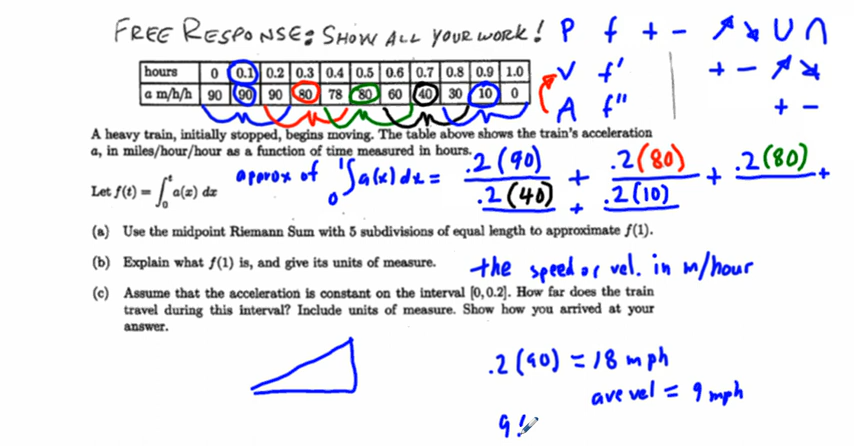 FREE RESPONSE: SHOW ALL YOUR WORK! P f + - ↗ ↘ ∪ ∩
V f' + - ↗ ↘
A f" + -
hours 0 0.1 0.2 0.3 0.4 0.5 0.6 0.7 0.8 0.9 1.0
a m/h/h 90 90 90 80 78 80 60 40 30 10 0
A heavy train, initially stopped, begins moving. The table above shows the train's acceleration
a, in miles/hour/hour as a function of time measured in hours.
Let f(t) = ∫₀ᵗ a(x) dx
aprox of ∫₀¹ a(x) dx = .2(90) + .2(80) + .2(80) +
.2(40) + .2(10)
(a) Use the midpoint Riemann Sum with 5 subdivisions of equal length to approximate f(1).
(b) Explain what f(1) is, and give its units of measure. the speed or vel. in m/hour
(c) Assume that the acceleration is constant on the interval [0, 0.2]. How far does the train
travel during this interval? Include units of measure. Show how you arrived at your
answer.
.2(90) = 18 mph
ave vel = 9 mph
9